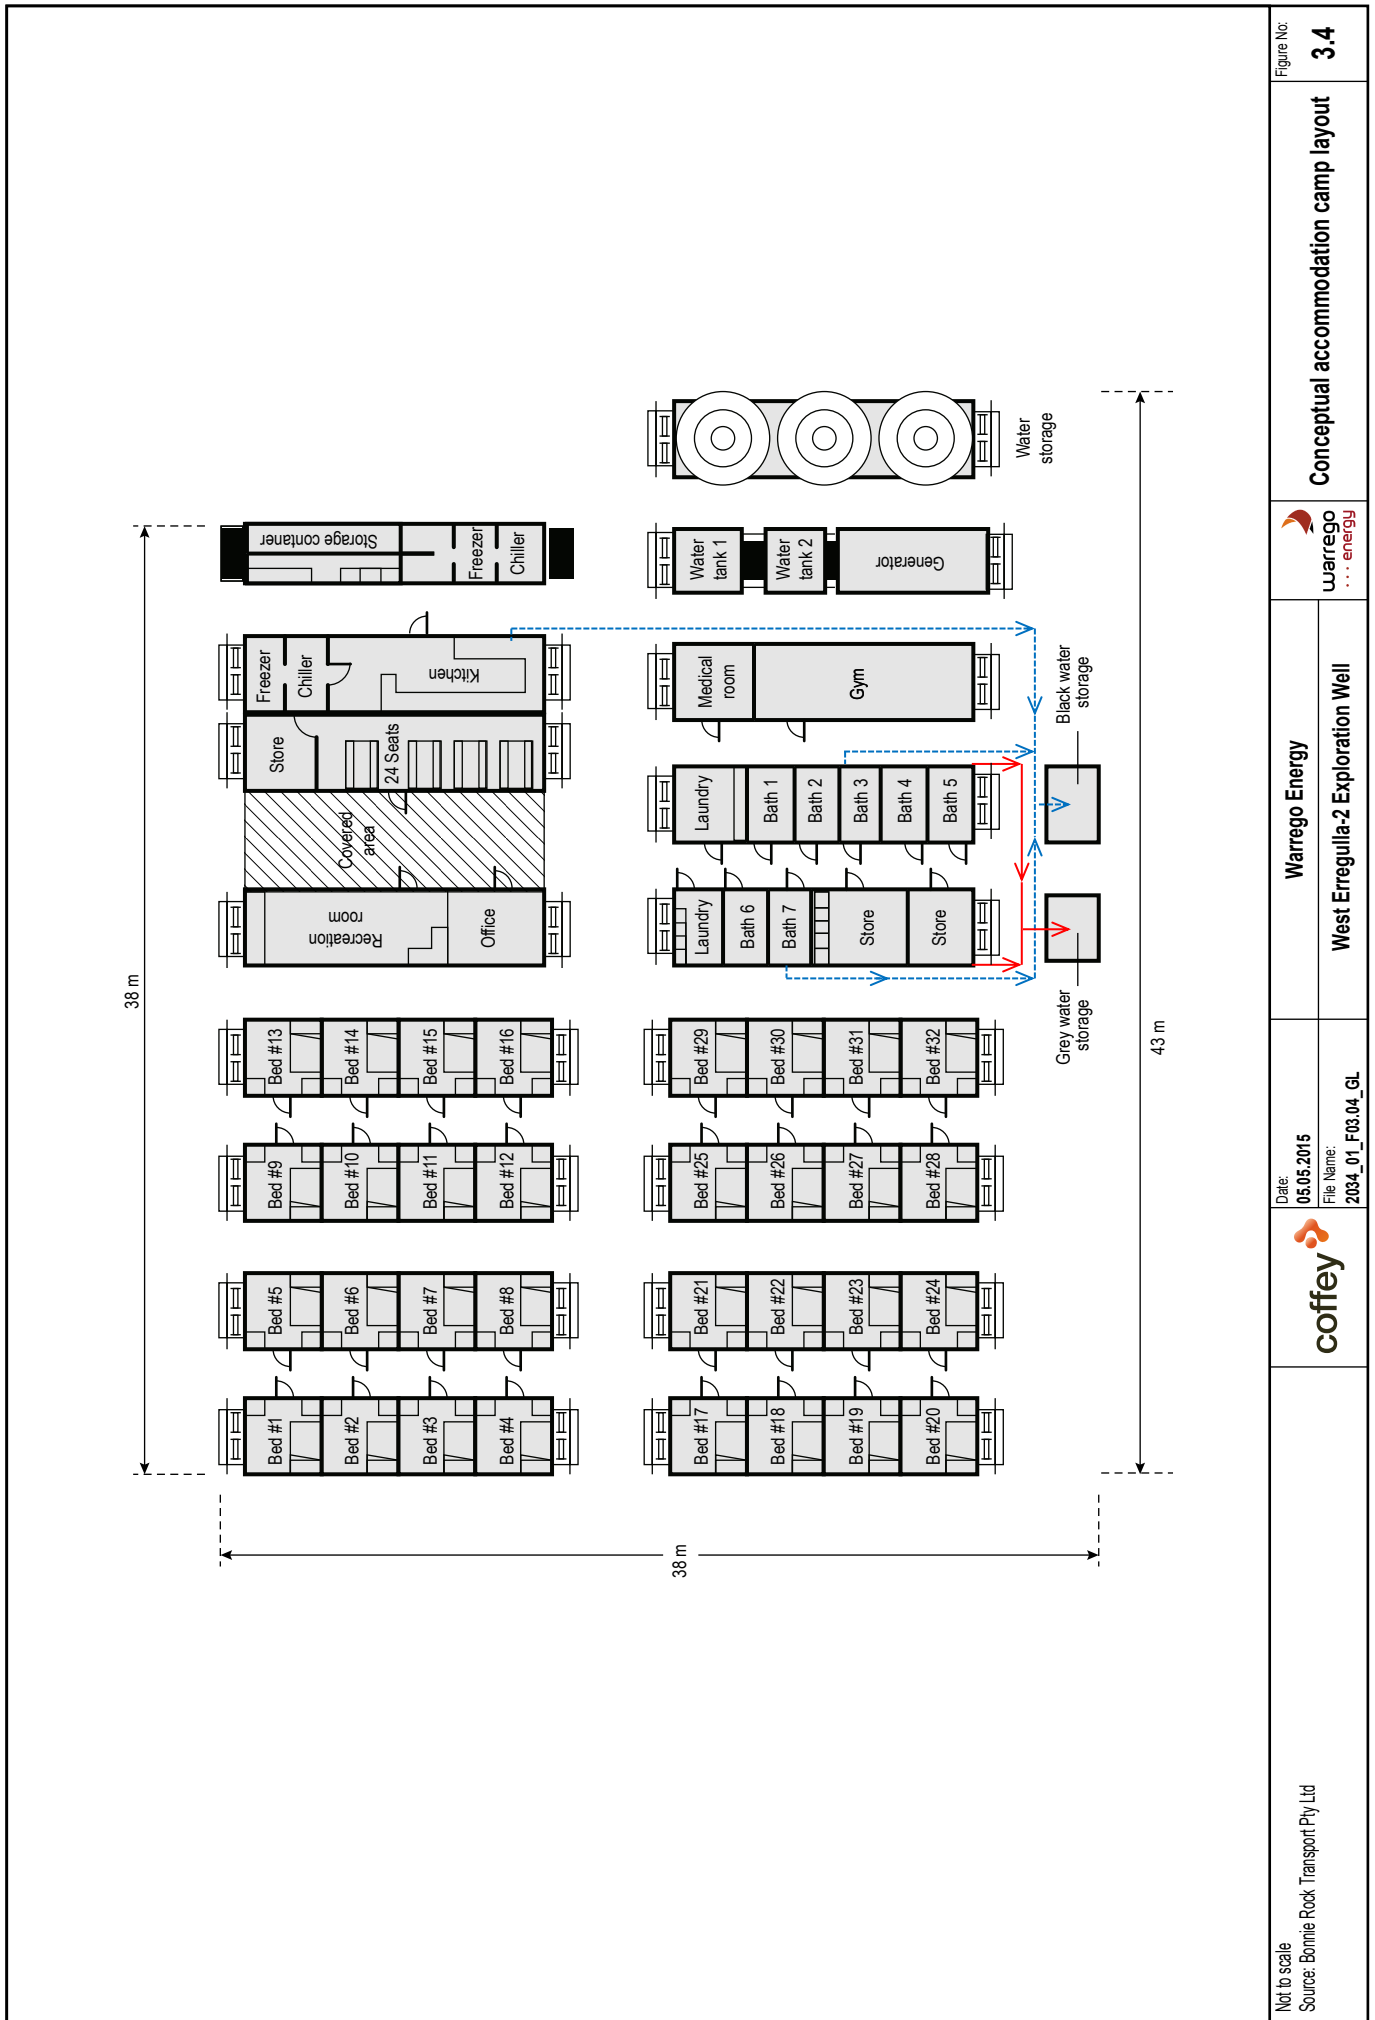 38 m
Bed #1
Bed #2
Bed #3
Bed #4
Bed #5
Bed #6
Bed #7
Bed #8
Bed #9
Bed #10
Bed #11
Bed #12
Bed #13
Bed #14
Bed #15
Bed #16
Recreation
room
Office
Covered
area
Store
24 Seats
Freezer
Chiller
Kitchen
Storage contaner
Freezer
Chiller
38 m
Bed #17
Bed #18
Bed #19
Bed #20
Bed #21
Bed #22
Bed #23
Bed #24
Bed #25
Bed #26
Bed #27
Bed #28
Bed #29
Bed #30
Bed #31
Bed #32
Laundry
Bath 6
Bath 7
Store
Store
Laundry
Bath 1
Bath 2
Bath 3
Bath 4
Bath 5
Medical
room
Gym
Water
tank 1
Water
tank 2
Generator
Water
storage
Grey water
storage
Black water
storage
43 m
Not to scale
Source: Bonnie Rock Transport Pty Ltd
coffey
Date:
05.05.2015
File Name:
2034_01_F03.04_GL
Warrego Energy
West Erregulla-2 Exploration Well
warrego
... energy
Conceptual accommodation camp layout
Figure No:
3.4